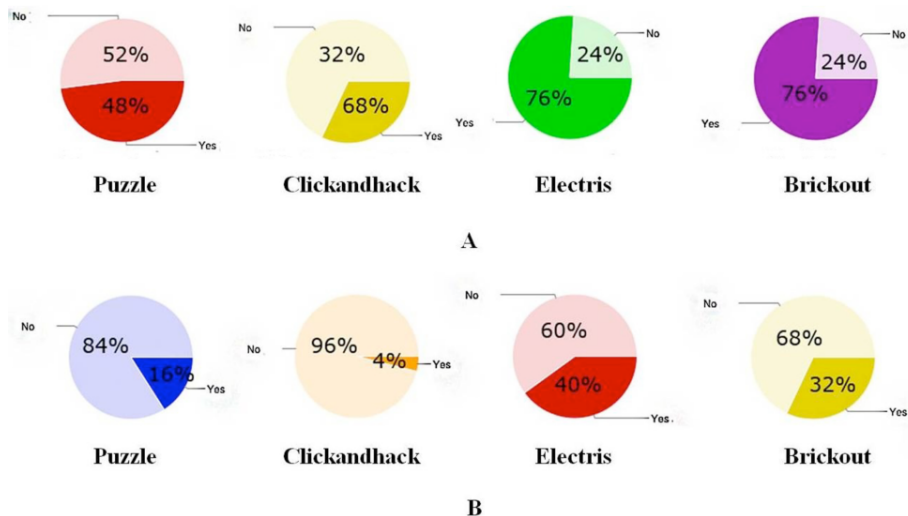 No
52%
48%
Yes
Puzzle
No
32%
68%
Yes
Clickandhack
No
24%
76%
Yes
Electris
No
24%
76%
Yes
Brickout
A
No
84%
16%
Yes
Puzzle
No
96%
4%
Yes
Clickandhack
No
60%
40%
Yes.
Electris
No
68%
32%
Yes
Brickout
B